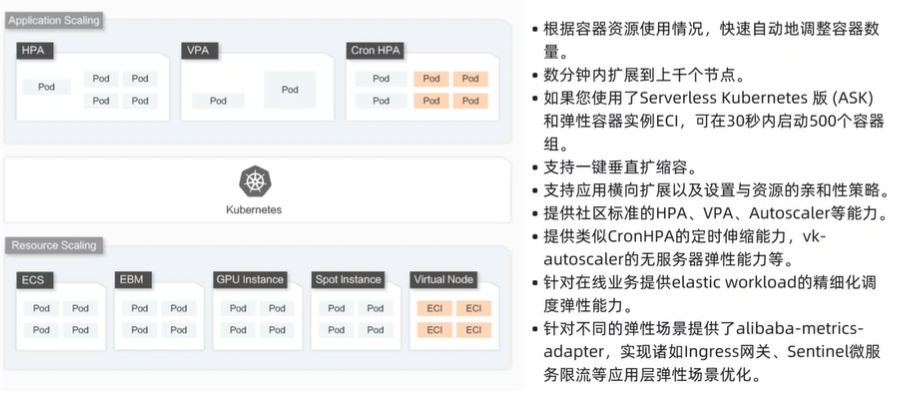 Application Scaling
HPA
Pod
Pod Pod
Pod Pod
VPA
Pod
Pod
Cron HPA
Pod Pod Pod
Pod Pod Pod
Kubernetes
Resource Scaling
ECS
Pod Pod
Pod Pod
EBM
Pod Pod
Pod Pod
GPU Instance
Pod Pod
Pod Pod
Spot Instance
Pod Pod
Pod Pod
Virtual Node
ECI ECI
ECI ECI
• 根据容器资源使用情况，快速自动地调整容器数
量。
• 数分钟内扩展到上千个节点。
• 如果您使用了Serverless Kubernetes 版 (ASK)
和弹性容器实例ECI，可在30秒内启动500个容器
组。
• 支持一键垂直扩缩容。
• 支持应用横向扩展以及设置与资源的亲和性策略。
• 提供社区标准的HPA、VPA、Autoscaler等能力。
• 提供类似CronHPA的定时伸缩能力，vk-
autoscaler的无服务器弹性能力等。
• 针对在线业务提供elastic workload的精细化调
度弹性能力。
• 针对不同的弹性场景提供了alibaba-metrics-
adapter，实现诸如Ingress网关、Sentinel微服
务限流等应用层弹性场景优化。